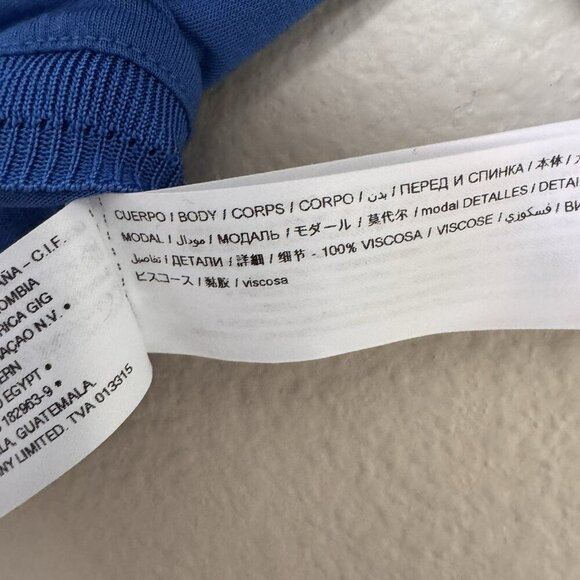 CUERPO / BODY / CORPS / CORPO / بدن / ПЕРЕД И СПИНКА / 本体 /
MODAL / مودال / МОДАЛЬ / モダール / 莫代尔 / modal DETALLES / DETAI
تفاصيل / ДЕТАЛИ / 詳細 / 细节 - 100% VISCOSA / VISCOSE / فسكوزي / ВИ
ビスコース / 黏胶 / viscosa
AÑA - C.I.F.
OMBIA
RICA GIG
AÇAO N.V. •
ERN
EGYPT •
182963-9 •
LA, GUATEMALA.
NY LIMITED. TVA 013315